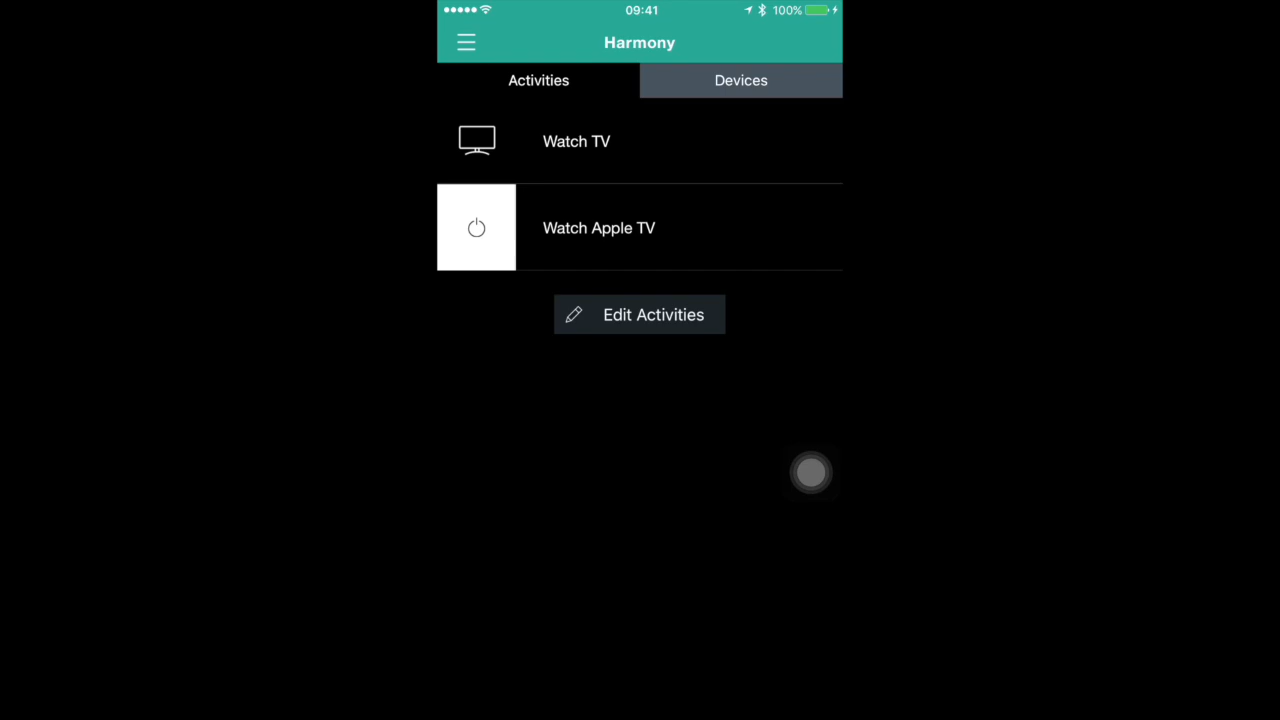 09:41
100%
Harmony
Activities
Devices
Watch TV
Watch Apple TV
Edit Activities